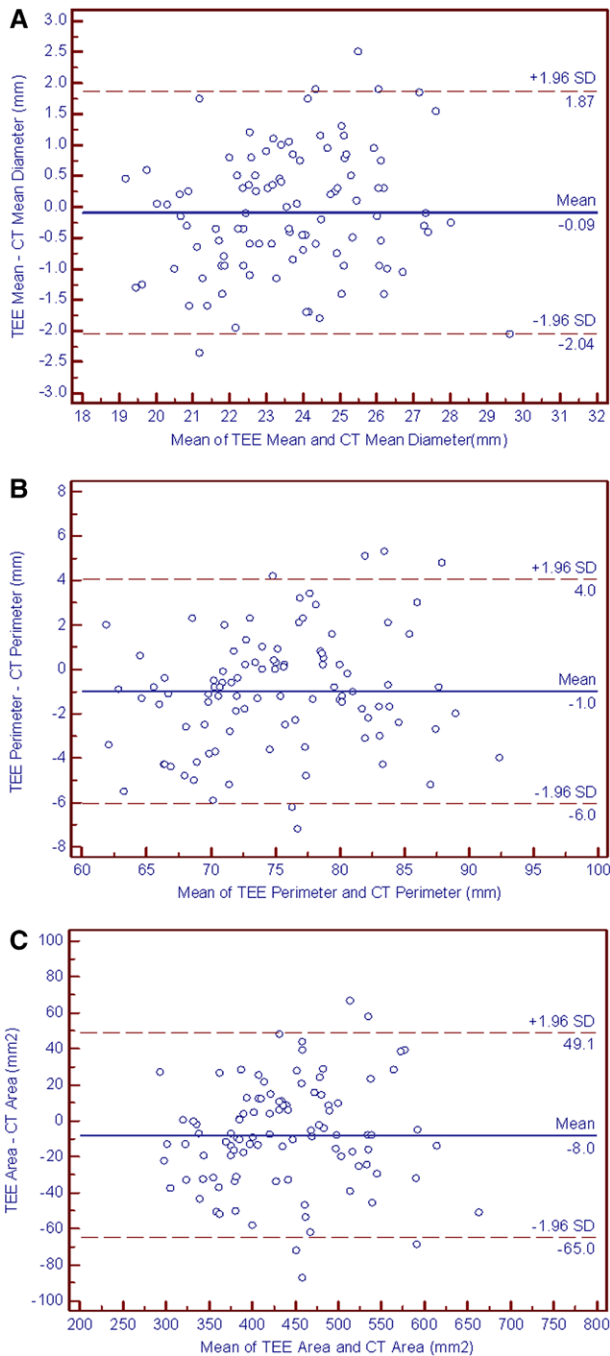 A
3.0
2.5
2.0
1.5
1.0
0.5
0.0
-0.5
-1.0
-1.5
-2.0
-2.5
-3.0
TEE Mean - CT Mean Diameter (mm)
+1.96 SD
1.87
Mean
-0.09
-1.96 SD
-2.04
18 19 20 21 22 23 24 25 26 27 28 29 30 31 32
Mean of TEE Mean and CT Mean Diameter(mm)
B
8
6
4
2
0
-2
-4
-6
-8
TEE Perimeter - CT Perimeter (mm)
+1.96 SD
4.0
Mean
-1.0
-1.96 SD
-6.0
60 65 70 75 80 85 90 95 100
Mean of TEE Perimeter and CT Perimeter (mm)
C
100
80
60
40
20
0
-20
-40
-60
-80
-100
TEE Area - CT Area (mm2)
+1.96 SD
49.1
Mean
-8.0
-1.96 SD
-65.0
200 250 300 350 400 450 500 550 600 650 700 750 800
Mean of TEE Area and CT Area (mm2)